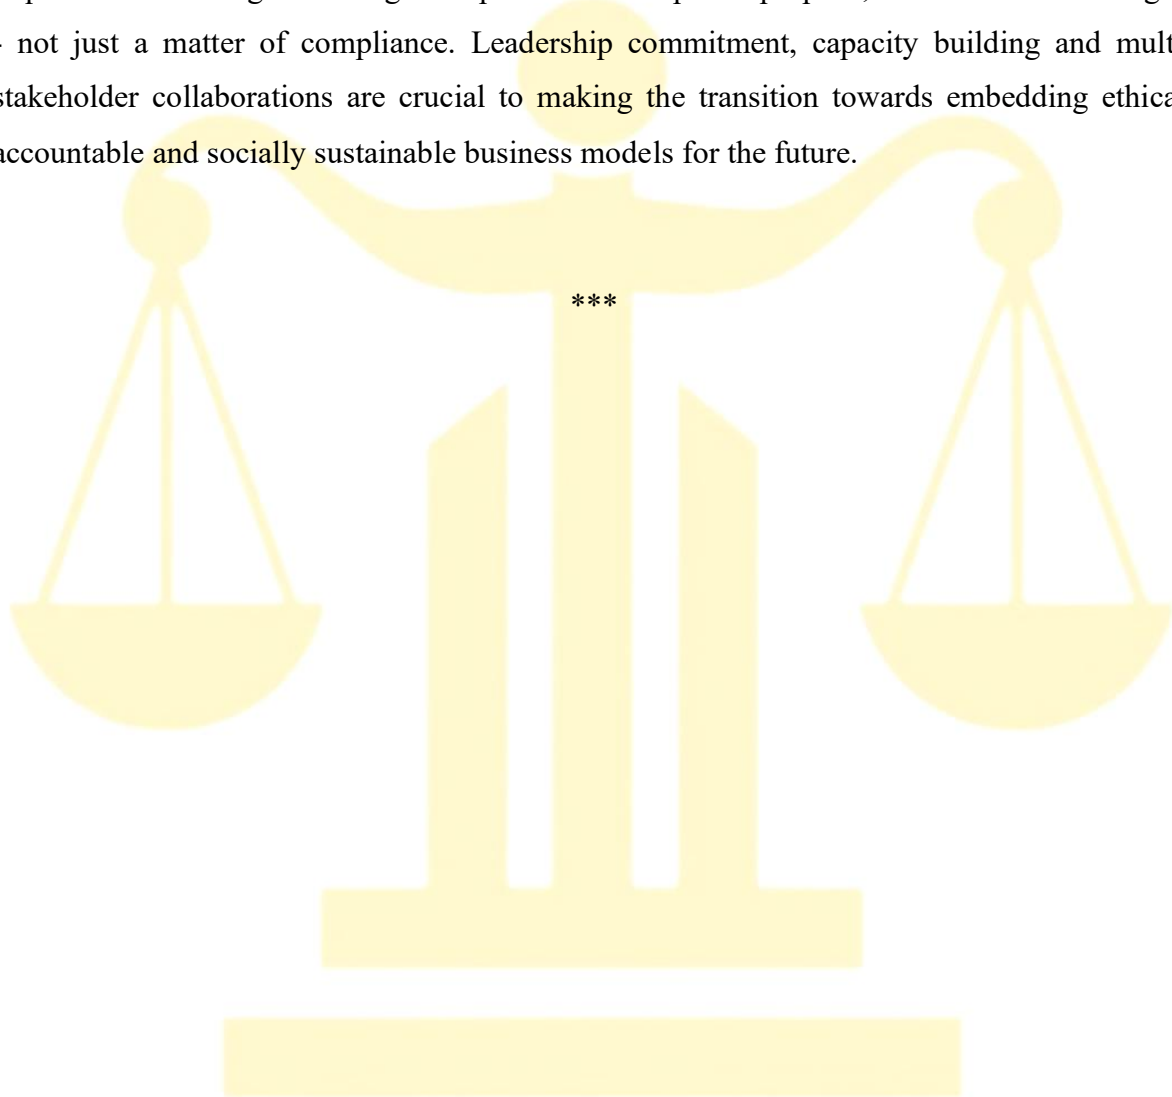 - not just a matter of compliance. Leadership commitment, capacity building and mult
stakeholder collaborations are crucial to making the transition towards embedding ethica
accountable and socially sustainable business models for the future.
***